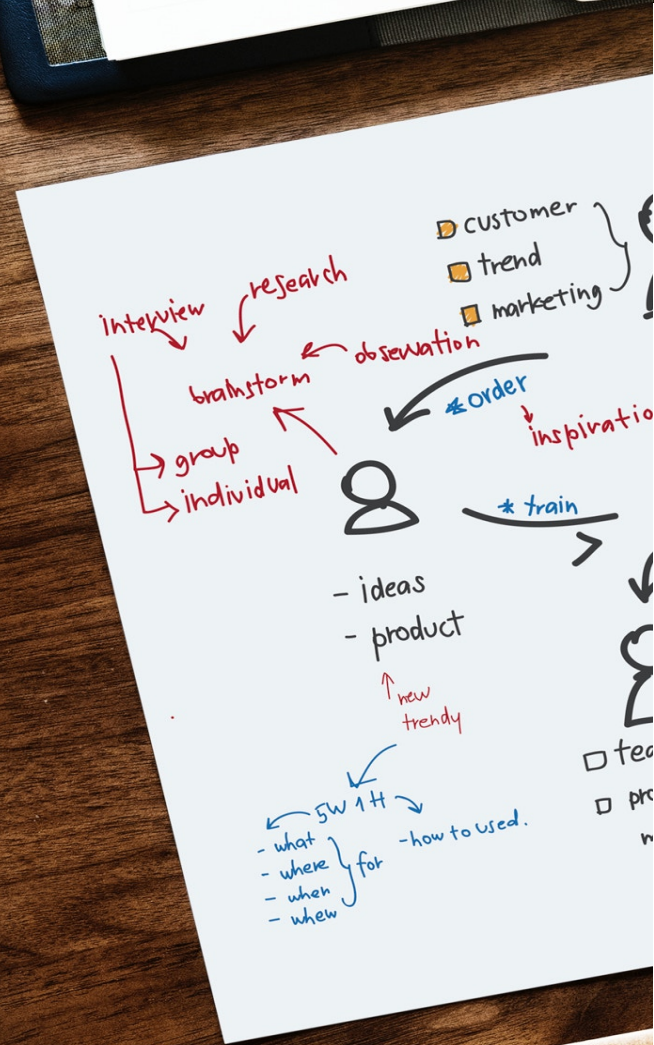 customer
trend
marketing
research
interview
observation
brainstorm
* order
inspiratio
group
individual
* train
- ideas
- product
new
trendy
tea
pro
5W 1H
- what
- where
- when
- whew
for
- how to used.